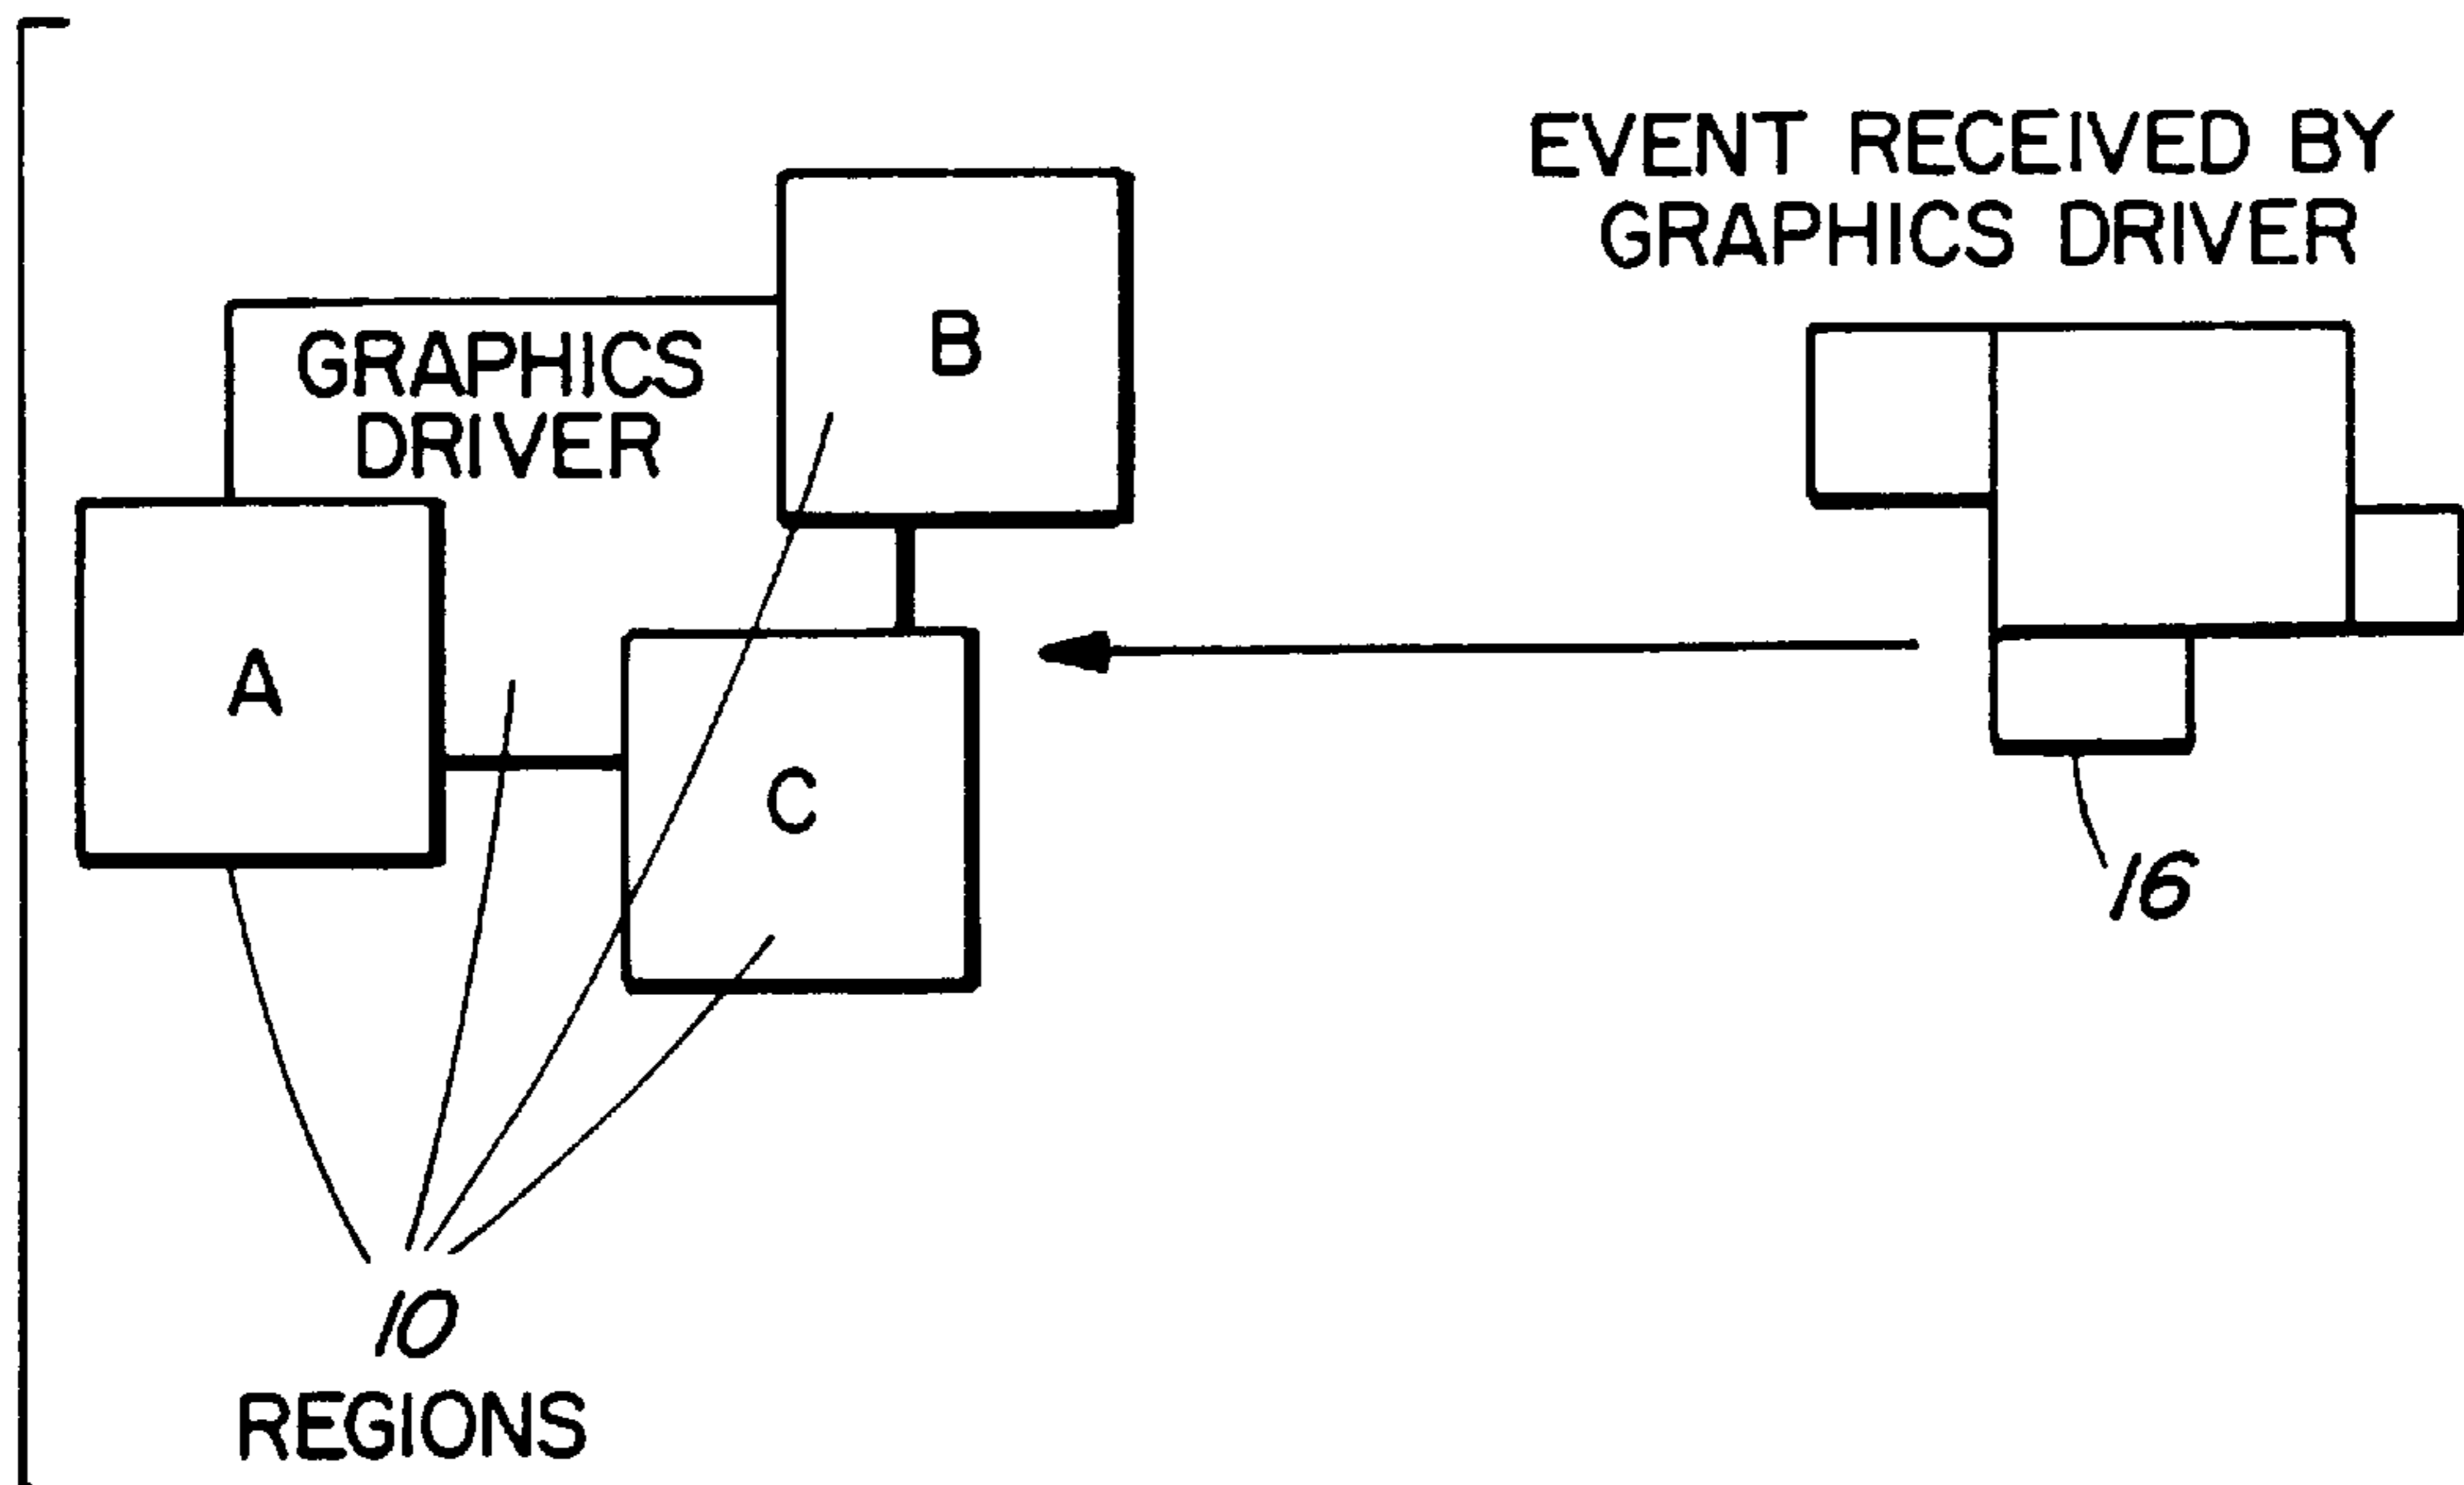 EVENT RECEIVED BY
GRAPHICS DRIVER
B
GRAPHICS
DRIVER
A
C
16
10
REGIONS